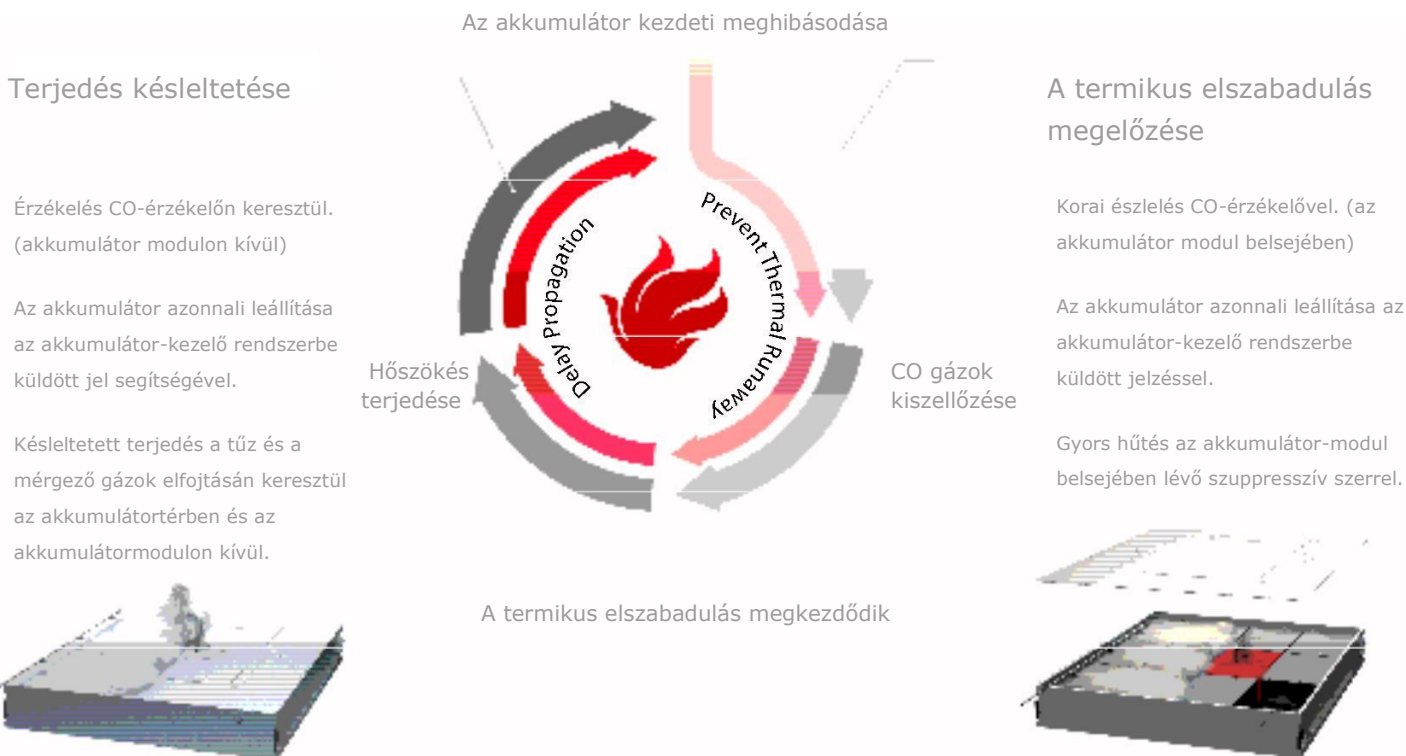 Az akkumulátor kezdeti meghibásodása
Terjedés késleltetése
Érzékelés CO-érzékelőn keresztül.
(akkumulátor modulon kívül)
Az akkumulátor azonnali leállítása
az akkumulátor-kezelő rendszerbe
küldött jel segítségével.
Késleltetett terjedés a tűz és a
mérgező gázok elfojtásán keresztül
az akkumulátortérben és az
akkumulátormodulon kívül.
Hőszökés
terjedése
Delay Propagation
Prevent Thermal Runaway
CO gázok
kiszellőzése
A termikus elszabadulás megkezdődik
A termikus elszabadulás
megelőzése
Korai észlelés CO-érzékelővel. (az
akkumulátor modul belsejében)
Az akkumulátor azonnali leállítása az
akkumulátor-kezelő rendszerbe
küldött jelzéssel.
Gyors hűtés az akkumulátor-modul
belsejében lévő szuppresszív szerrel.